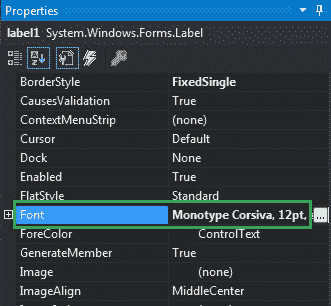 Properties
label1 System.Windows.Forms.Label
BorderStyle FixedSingle
CausesValidation True
ContextMenuStrip (none)
Cursor Default
Dock None
Enabled True
FlatStyle Standard
Font Monotype Corsiva, 12pt, ...
ForeColor ControlText
GenerateMember True
Image (none)
ImageAlign MiddleCenter